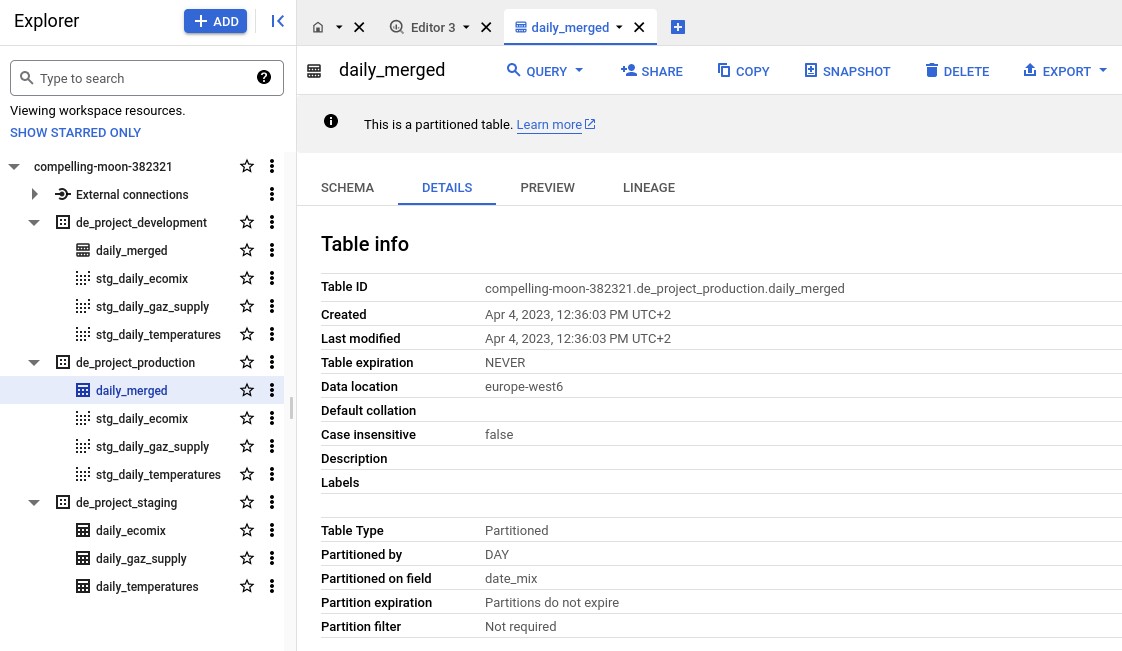 Explorer
+ ADD
Type to search
Viewing workspace resources.
SHOW STARRED ONLY
compelling-moon-382321
External connections
de_project_development
daily_merged
stg_daily_ecomix
stg_daily_gaz_supply
stg_daily_temperatures
de_project_production
daily_merged
stg_daily_ecomix
stg_daily_gaz_supply
stg_daily_temperatures
de_project_staging
daily_ecomix
daily_gaz_supply
daily_temperatures
Editor 3 daily_merged
daily_merged QUERY SHARE COPY SNAPSHOT DELETE EXPORT
This is a partitioned table. Learn more
SCHEMA DETAILS PREVIEW LINEAGE
Table info
Table ID compelling-moon-382321.de_project_production.daily_merged
Created Apr 4, 2023, 12:36:03 PM UTC+2
Last modified Apr 4, 2023, 12:36:03 PM UTC+2
Table expiration NEVER
Data location europe-west6
Default collation
Case insensitive false
Description
Labels
Table Type Partitioned
Partitioned by DAY
Partitioned on field date_mix
Partition expiration Partitions do not expire
Partition filter Not required